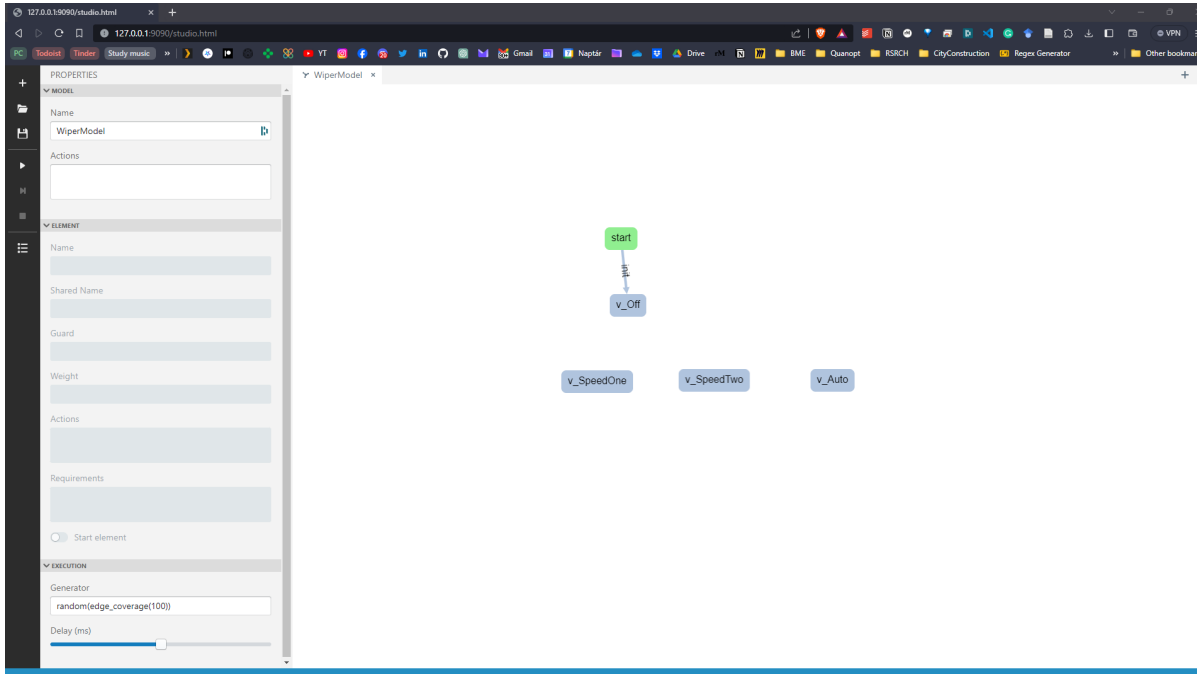 127.0.0.1:9090/studio.html × +
127.0.0.1:9090/studio.html VPN
PC Todoist Tinder Study music » YT in Gmail Naptár Drive rM BME Quanopt RSRCH CityConstruction Regex Generator » Other bookmar
PROPERTIES
WiperModel ×
+
MODEL
Name
WiperModel
Actions
ELEMENT
Name
Shared Name
Guard
Weight
Actions
Requirements
Start element
EXECUTION
Generator
random(edge_coverage(100))
Delay (ms)
start
init
v_Off
v_SpeedOne
v_SpeedTwo
v_Auto